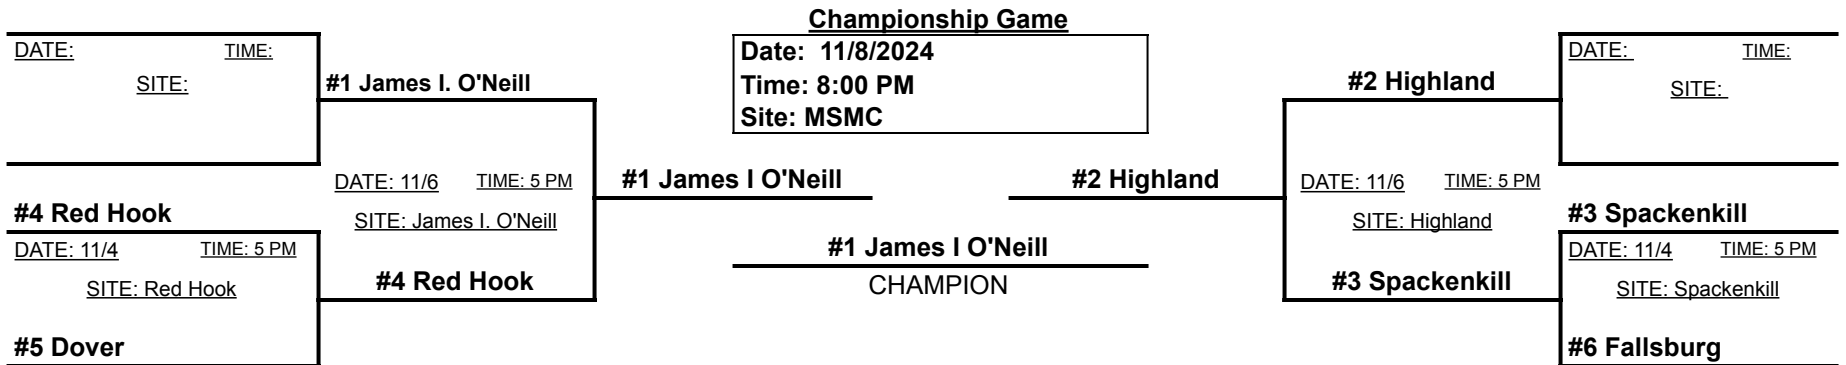 Championship Game
DATE: TIME:
SITE:
#1 James I. O'Neill
Date: 11/8/2024
Time: 8:00 PM
Site: MSMC
#2 Highland
DATE: TIME:
SITE:
DATE: 11/6 TIME: 5 PM
SITE: James I. O'Neill
#1 James I O'Neill
#2 Highland
DATE: 11/6 TIME: 5 PM
SITE: Highland
#4 Red Hook
DATE: 11/4 TIME: 5 PM
SITE: Red Hook
#5 Dover
#4 Red Hook
#1 James I O'Neill
CHAMPION
#3 Spackenkill
#3 Spackenkill
DATE: 11/4 TIME: 5 PM
SITE: Spackenkill
#6 Fallsburg